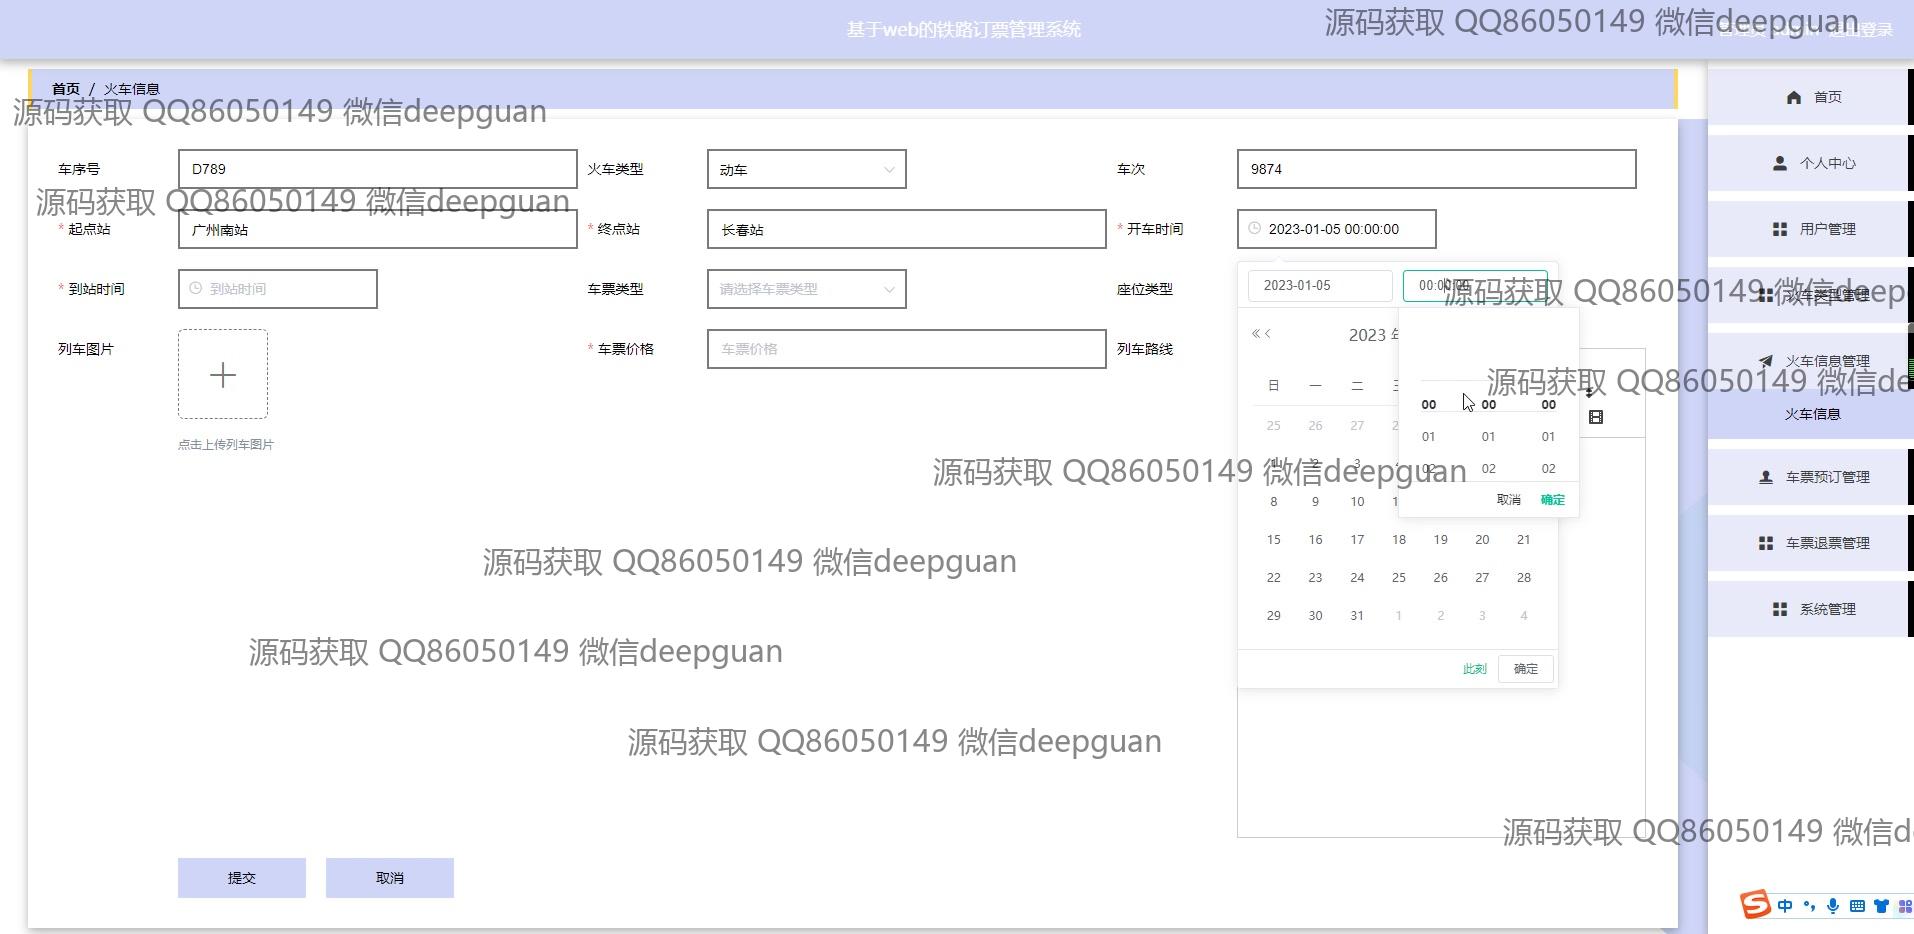 基于web的铁路订票管理系统
源码获取 QQ86050149 微信deepguan
首页 / 火车信息
源码获取 QQ86050149 微信deepguan
首页
个人中心
用户管理
火车类型管理
火车信息管理
火车信息
车票预订管理
车票退票管理
系统管理
车序号 D789 火车类型 动车 车次 9874
源码获取 QQ86050149 微信deepguan
* 起点站 广州南站 * 终点站 长春站 * 开车时间 2023-01-05 00:00:00
* 到站时间 到站时间 车票类型 请选择车票类型 座位类型
2023-01-05 00:00:00
源码获取 QQ86050149 微信deep
列车图片 * 车票价格 车票价格 列车路线
点击上传列车图片
2023 年
源码获取 QQ86050149 微信de
日 一 二 三
00 00 00
25 26 27 2
01 01 01
1 2 3 4
02 02 02
源码获取 QQ86050149 微信deepguan
8 9 10 1
取消 确定
15 16 17 18 19 20 21
22 23 24 25 26 27 28
29 30 31 1 2 3 4
此刻 确定
源码获取 QQ86050149 微信deepguan
源码获取 QQ86050149 微信deepguan
源码获取 QQ86050149 微信deepguan
源码获取 QQ86050149 微信d
提交 取消
中